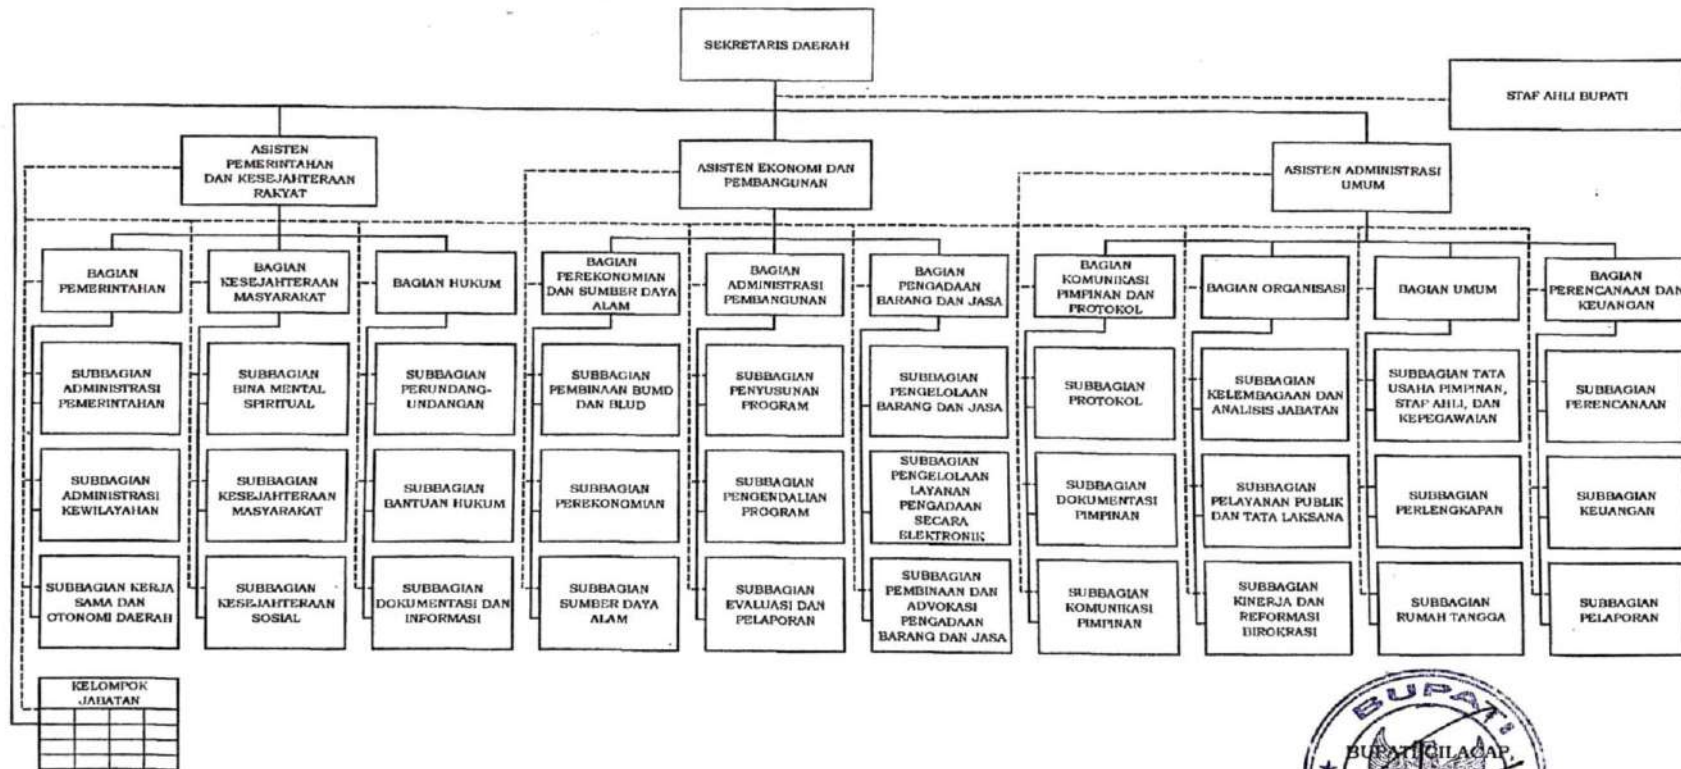 SEKRETARIS DAERAH
STAF AHLI BUPATI
ASISTEN
PEMERINTAHAN
DAN KESEJAHTERAAN
RAKYAT
ASISTEN EKONOMI DAN
PEMBANGUNAN
ASISTEN ADMINISTRASI
UMUM
BAGIAN
PEMERINTAHAN
BAGIAN
KESEJAHTERAAN
MASYARAKAT
BAGIAN HUKUM
BAGIAN
PEREKONOMIAN
DAN SUMBER DAYA
ALAM
BAGIAN
ADMINISTRASI
PEMBANGUNAN
BAGIAN
PENGADAAN
BARANG DAN JASA
BAGIAN
KOMUNIKASI
PIMPINAN DAN
PROTOKOL
BAGIAN ORGANISASI
BAGIAN UMUM
BAGIAN
PERENCANAAN DAN
KEUANGAN
SUBBAGIAN
ADMINISTRASI
PEMERINTAHAN
SUBBAGIAN
BINA MENTAL
SPIRITUAL
SUBBAGIAN
PERUNDANG-
UNDANGAN
SUBBAGIAN
PEMBINAAN BUMD
DAN BLUD
SUBBAGIAN
PENYUSUNAN
PROGRAM
SUBBAGIAN
PENGELOLAAN
BARANG DAN JASA
SUBBAGIAN
PROTOKOL
SUBBAGIAN
KELEMBAGAAN DAN
ANALISIS JABATAN
SUBBAGIAN TATA
USAHA PIMPINAN,
STAF AHLI, DAN
KEPEGAWAIAN
SUBBAGIAN
PERENCANAAN
SUBBAGIAN
ADMINISTRASI
KEWILAYAHAN
SUBBAGIAN
KESEJAHTERAAN
MASYARAKAT
SUBBAGIAN
BANTUAN HUKUM
SUBBAGIAN
PEREKONOMIAN
SUBBAGIAN
PENGENDALIAN
PROGRAM
SUBBAGIAN
PENGELOLAAN
LAYANAN
PENGADAAN
SECARA
ELEKTRONIK
SUBBAGIAN
DOKUMENTASI
PIMPINAN
SUBBAGIAN
PELAYANAN PUBLIK
DAN TATA LAKSANA
SUBBAGIAN
PERLENGKAPAN
SUBBAGIAN
KEUANGAN
SUBBAGIAN KERJA
SAMA DAN
OTONOMI DAERAH
SUBBAGIAN
KESEJAHTERAAN
SOSIAL
SUBBAGIAN
DOKUMENTASI DAN
INFORMASI
SUBBAGIAN
SUMBER DAYA
ALAM
SUBBAGIAN
EVALUASI DAN
PELAPORAN
SUBBAGIAN
PEMBINAAN DAN
ADVOKASI
PENGADAAN
BARANG DAN JASA
SUBBAGIAN
KOMUNIKASI
PIMPINAN
SUBBAGIAN
KINERJA DAN
REFORMASI
BIROKRASI
SUBBAGIAN
RUMAH TANGGA
SUBBAGIAN
PELAPORAN
KELOMPOK
JABATAN
BUPATI
BUPATI CILACAP,